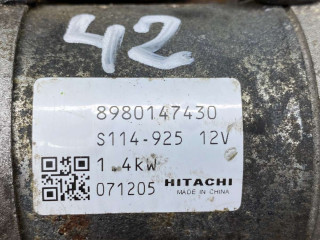 42
8980147430
S114-925 12V
1.4kW
071205 HITACHI
MADE IN CHINA